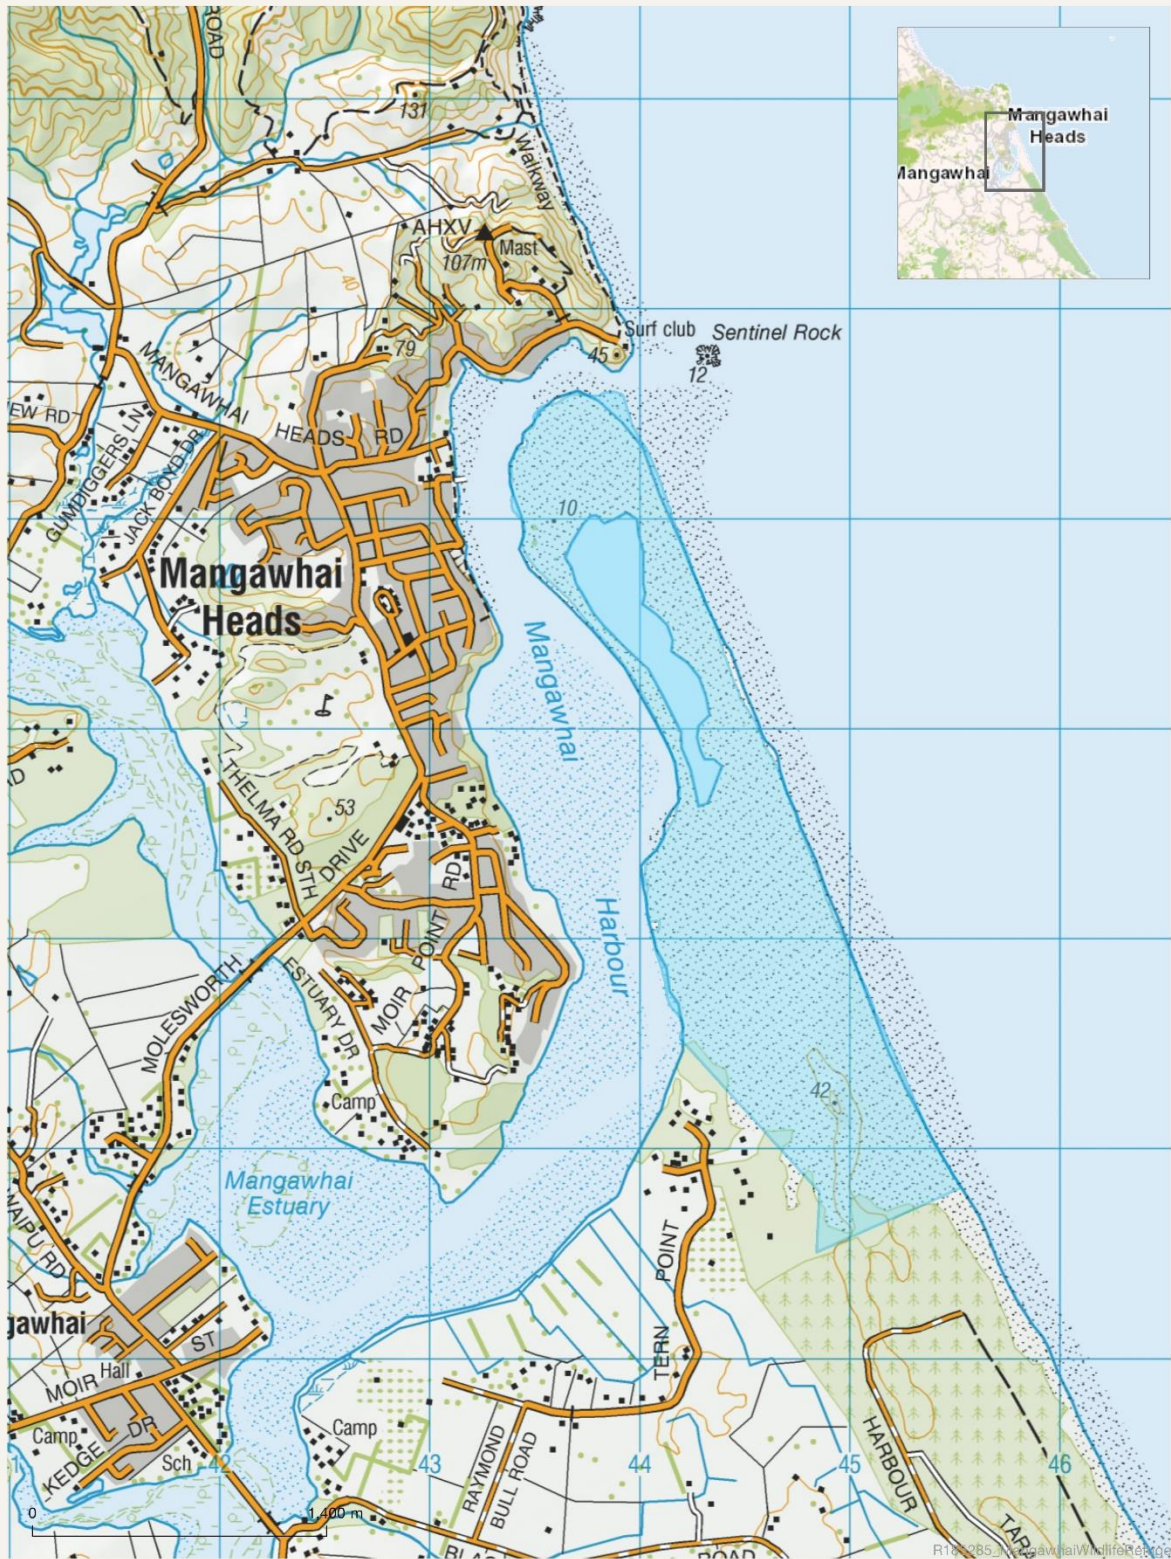 ROAD
131
Walkway
Mangawhai
Heads
Mangawhai
AHXV
Mast
107m
40
Surf club
Sentinel Rock
45
12
79
MANGAWHAI
HEADS RD
EW RD
GUMDIGGERS LN
JACK BOYD DR
10
Mangawhai
Heads
Mangawhai
Harbour
THELMA RD STH
53
DRIVE
MOLESWORTH
MOIR POINT RD
ESTUARY DR
Camp
42
Mangawhai
Estuary
WAIPU RD
TERN POINT
gawhai
Hall
MOIR ST
Camp
KEDGE DR
Sch
Camp
RAYMOND
BULL ROAD
HARBOUR
42
43
44
45
46
0
1,400 m
ROAD